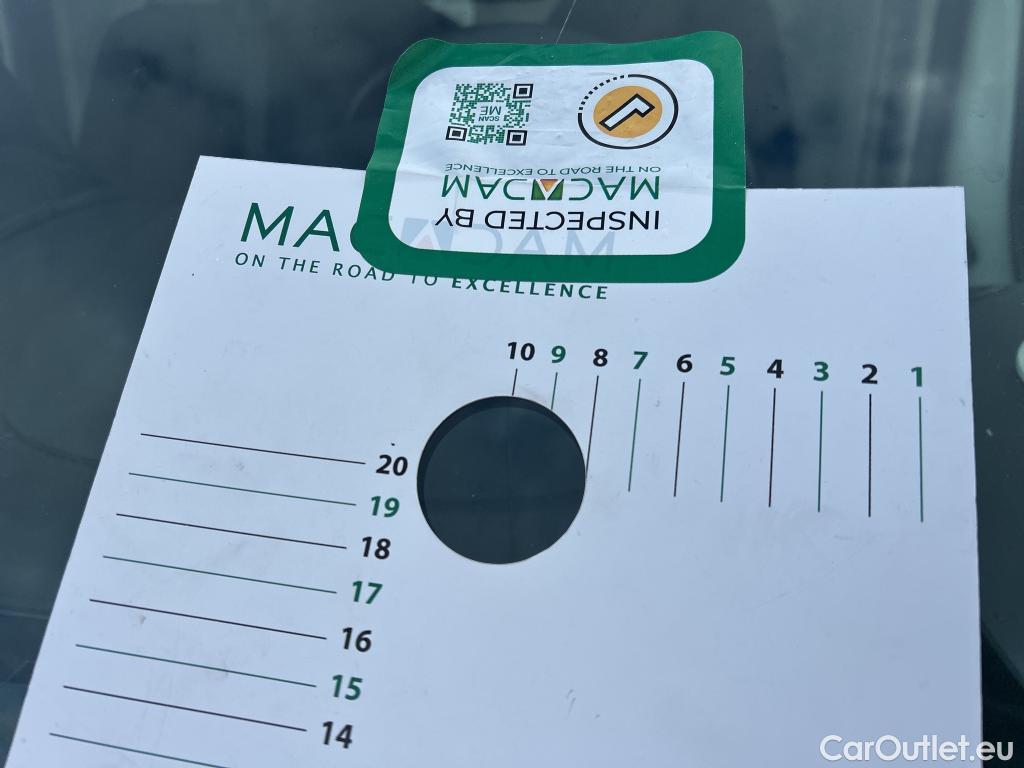 SCAN
ME
INSPECTED BY
MACADAM
ON THE ROAD TO EXCELLENCE
MACADAM
ON THE ROAD TO EXCELLENCE
10 9 8 7 6 5 4 3 2 1
20
19
18
17
16
15
14
CarOutlet.eu